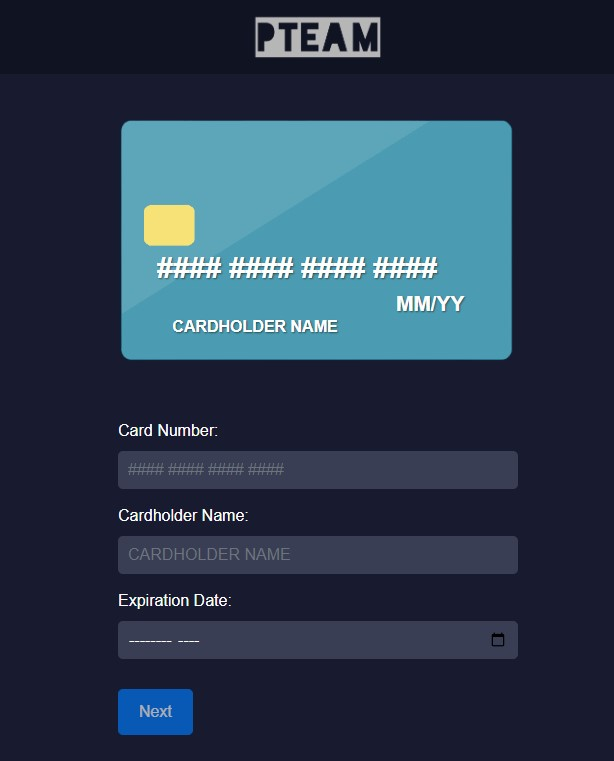 PTEAM
#### #### #### ####
MM/YY
CARDHOLDER NAME
Card Number:
#### #### #### ####
Cardholder Name:
CARDHOLDER NAME
Expiration Date:
-------- ----
Next